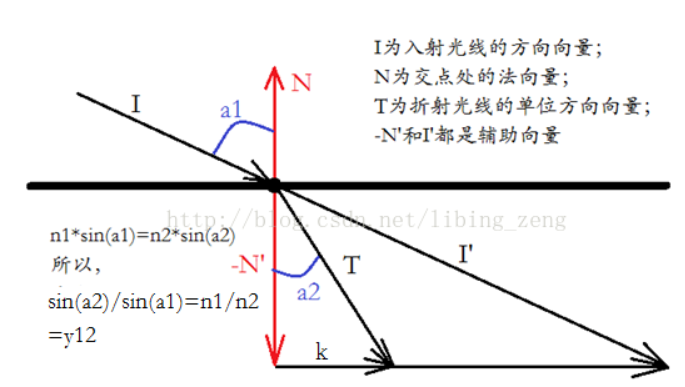 I为入射光线的方向向量；
N为交点处的法向量；
T为折射光线的单位方向向量；
-N'和I'都是辅助向量
I
a1
N
http://blog.csdn.net/libing_zeng
n1*sin(a1)=n2*sin(a2)
所以，
sin(a2)/sin(a1)=n1/n2
=y12
-N'
a2
T
I'
k